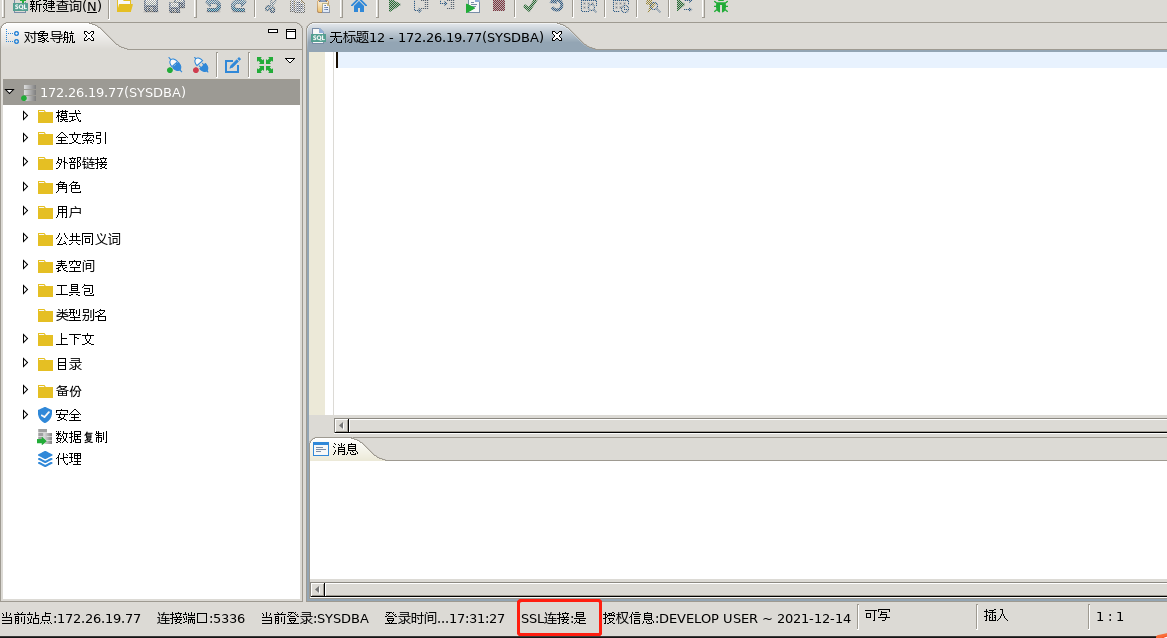 新建查询(N)
对象导航
无标题12 - 172.26.19.77(SYSDBA)
172.26.19.77(SYSDBA)
模式
全文索引
外部链接
角色
用户
公共同义词
表空间
工具包
类型别名
上下文
目录
备份
安全
数据复制
代理
消息
当前站点:172.26.19.77 连接端口:5336 当前登录:SYSDBA 登录时间...17:31:27 SSL连接:是 授权信息:DEVELOP USER ~ 2021-12-14 可写 插入 1 : 1